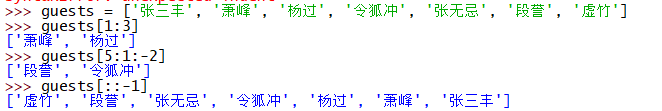 >>> guests = ['张三丰', '萧峰', '杨过', '令狐冲', '张无忌', '段誉', '虚竹']
>>> guests[1:3]
['萧峰', '杨过']
>>> guests[5:1:-2]
['段誉', '令狐冲']
>>> guests[::-1]
['虚竹', '段誉', '张无忌', '令狐冲', '杨过', '萧峰', '张三丰']